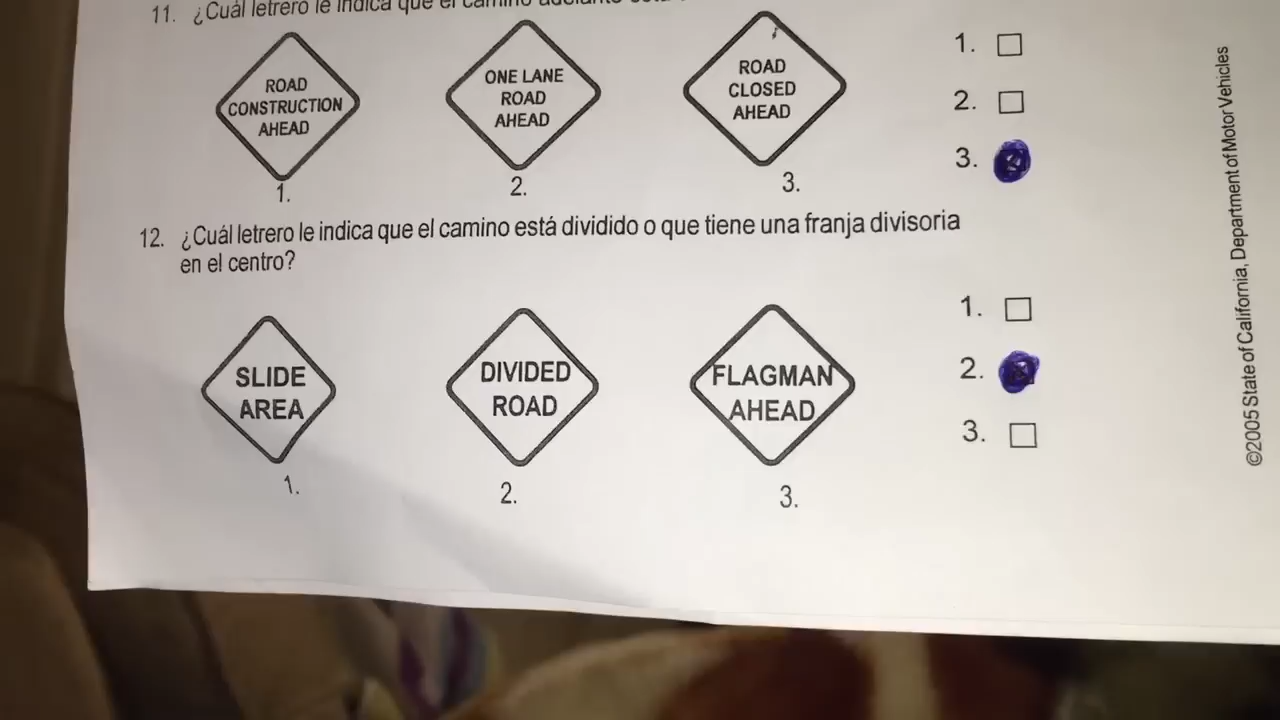 11. ¿Cuál letrero le indica que el camino adelante está
ROAD
CONSTRUCTION
AHEAD
1.
ONE LANE
ROAD
AHEAD
2.
ROAD
CLOSED
AHEAD
3.
1.
2.
3.
12. ¿Cuál letrero le indica que el camino está dividido o que tiene una franja divisoria
en el centro?
SLIDE
AREA
1.
DIVIDED
ROAD
2.
FLAGMAN
AHEAD
3.
1.
2.
3.
©2005 State of California, Department of Motor Vehicles